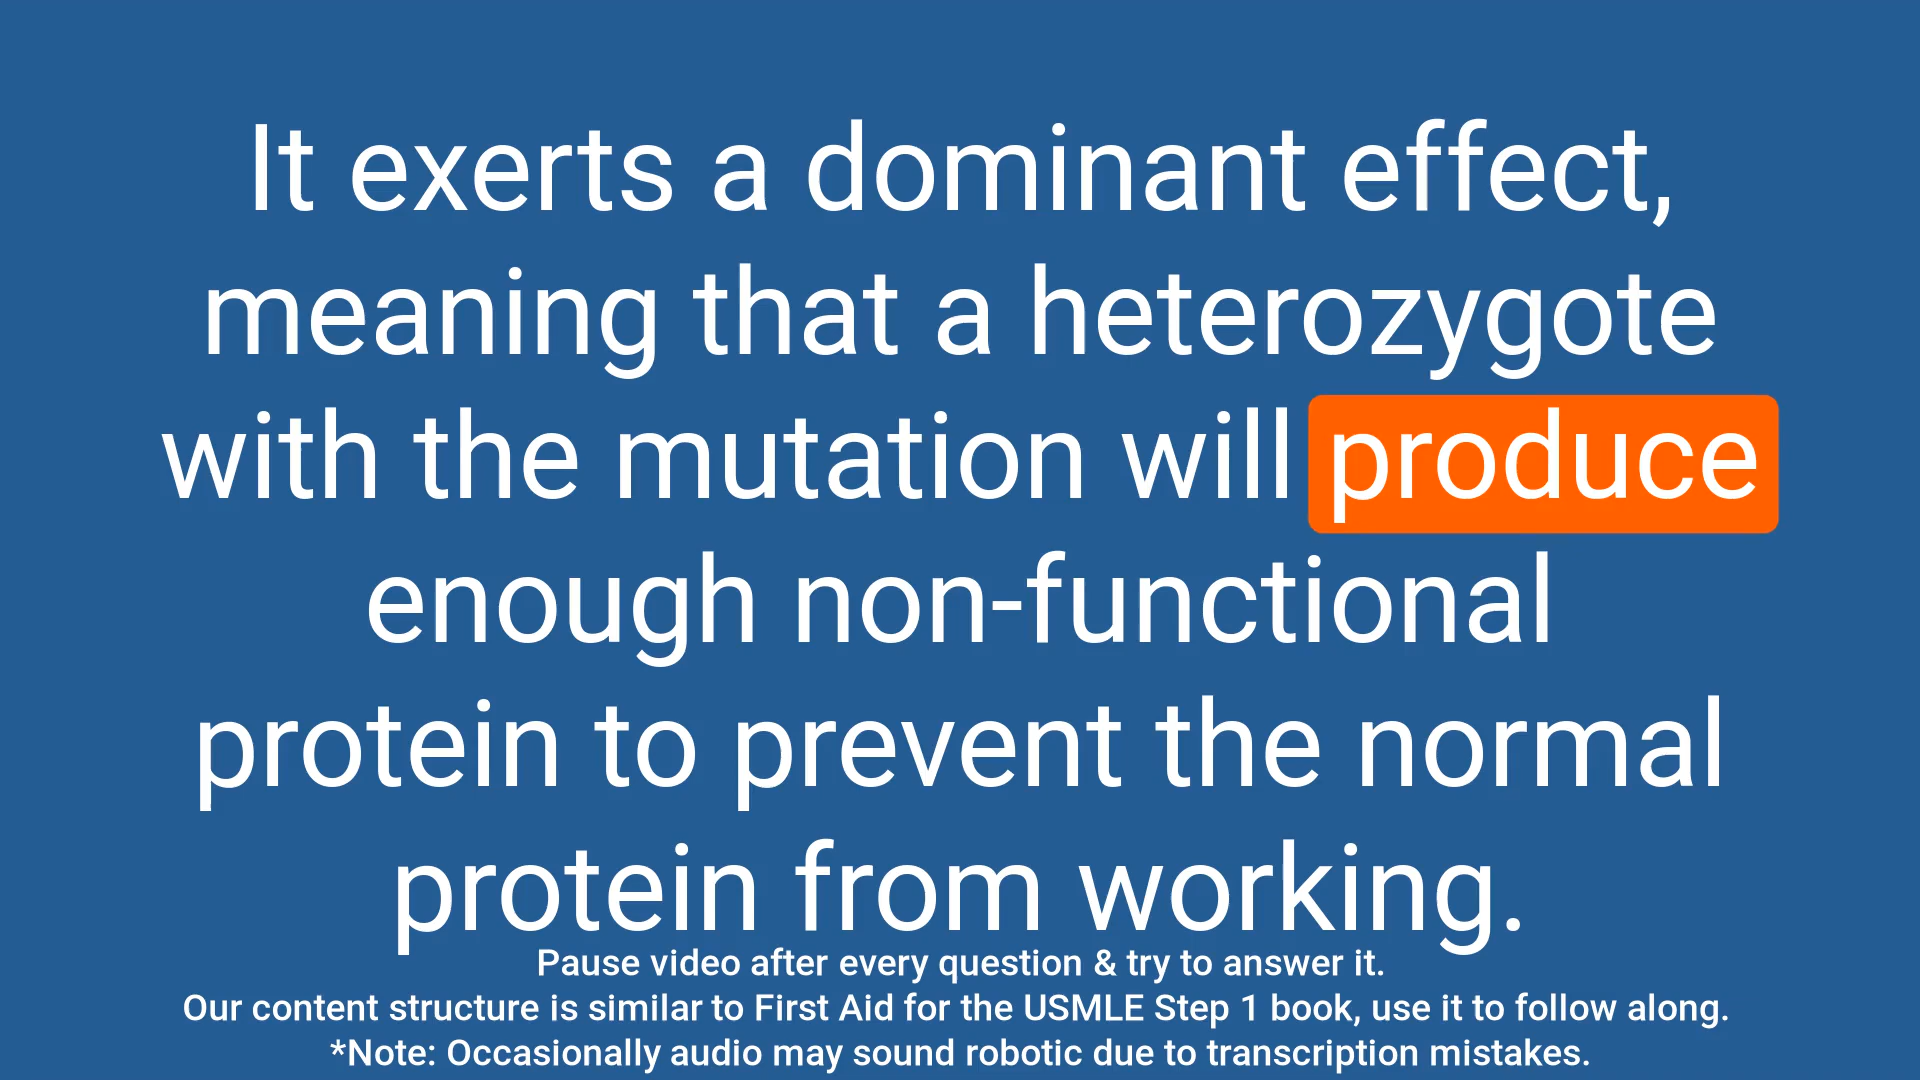 It exerts a dominant effect,
meaning that a heterozygote
with the mutation will produce
enough non-functional
protein to prevent the normal
protein from working.
Pause video after every question & try to answer it.
Our content structure is similar to First Aid for the USMLE Step 1 book, use it to follow along.
*Note: Occasionally audio may sound robotic due to transcription mistakes.